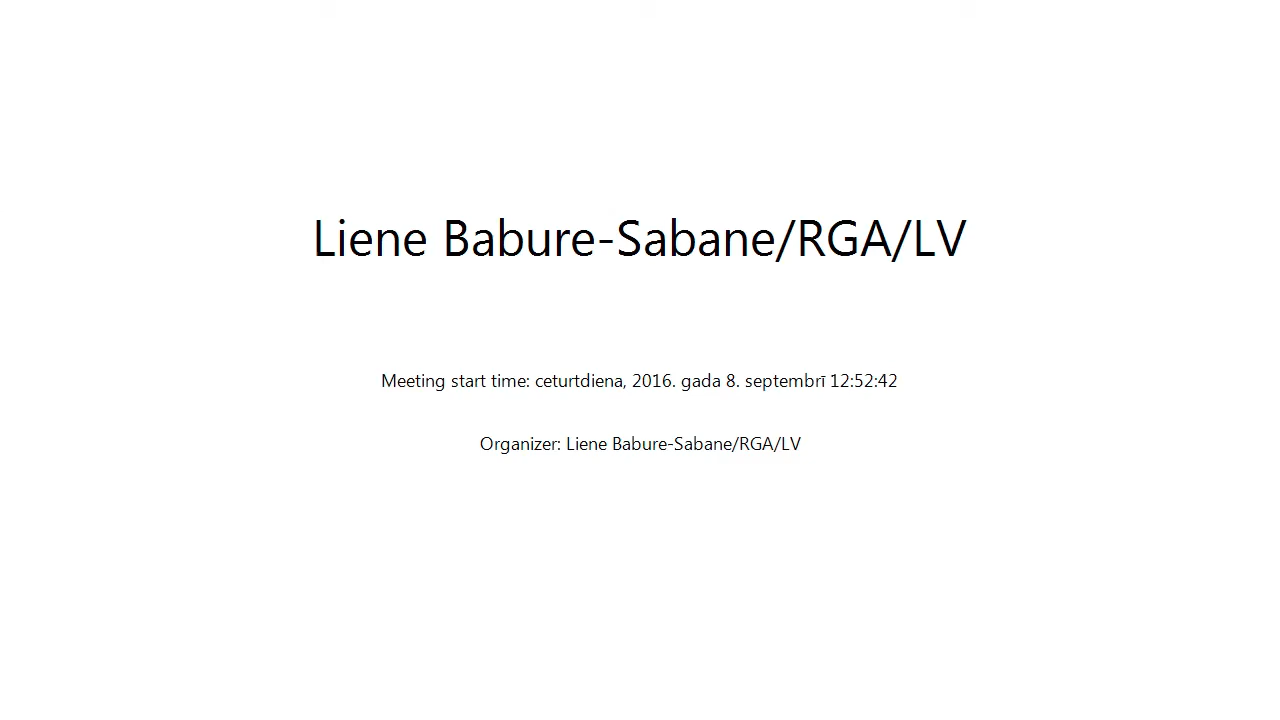 Liene Babure-Sabane/RGA/LV
Meeting start time: ceturtdiena, 2016. gada 8. septembrī 12:52:42
Organizer: Liene Babure-Sabane/RGA/LV